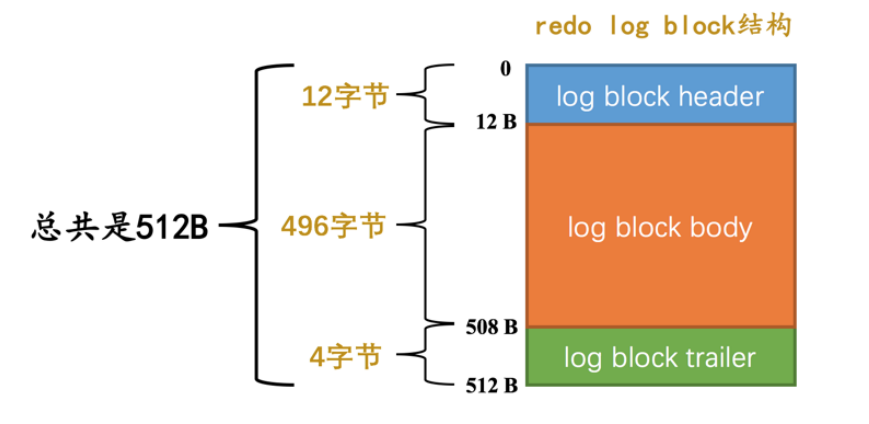 redo log block结构
0
12字节
log block header
12 B
总共是512B
496字节
log block body
508 B
4字节
log block trailer
512 B